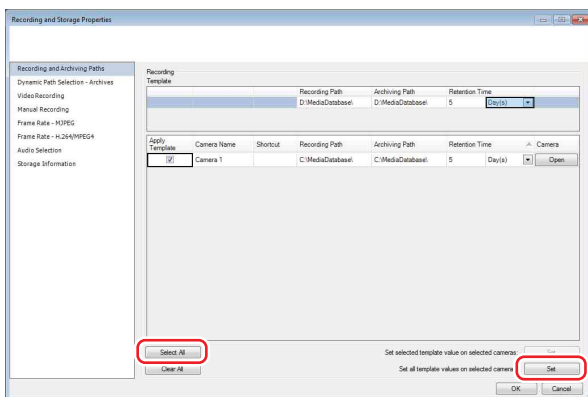 Recording and Storage Properties
Recording and Archiving Paths
Dynamic Path Selection - Archives
Video Recording
Manual Recording
Frame Rate - MJPEG
Frame Rate - H.264/MPEG4
Audio Selection
Storage Information
Recording
Template
Recording Path Archiving Path Retention Time
D:\MediaDatabase\ D:\MediaDatabase\ 5 Day(s)
Apply Template Camera Name Shortcut Recording Path Archiving Path Retention Time Camera
Camera 1 C:\MediaDatabase\ C:\MediaDatabase\ 5 Day(s) Open
Select All Set selected template value on selected cameras: Set
Clear All Set all template values on selected camera Set
OK Cancel